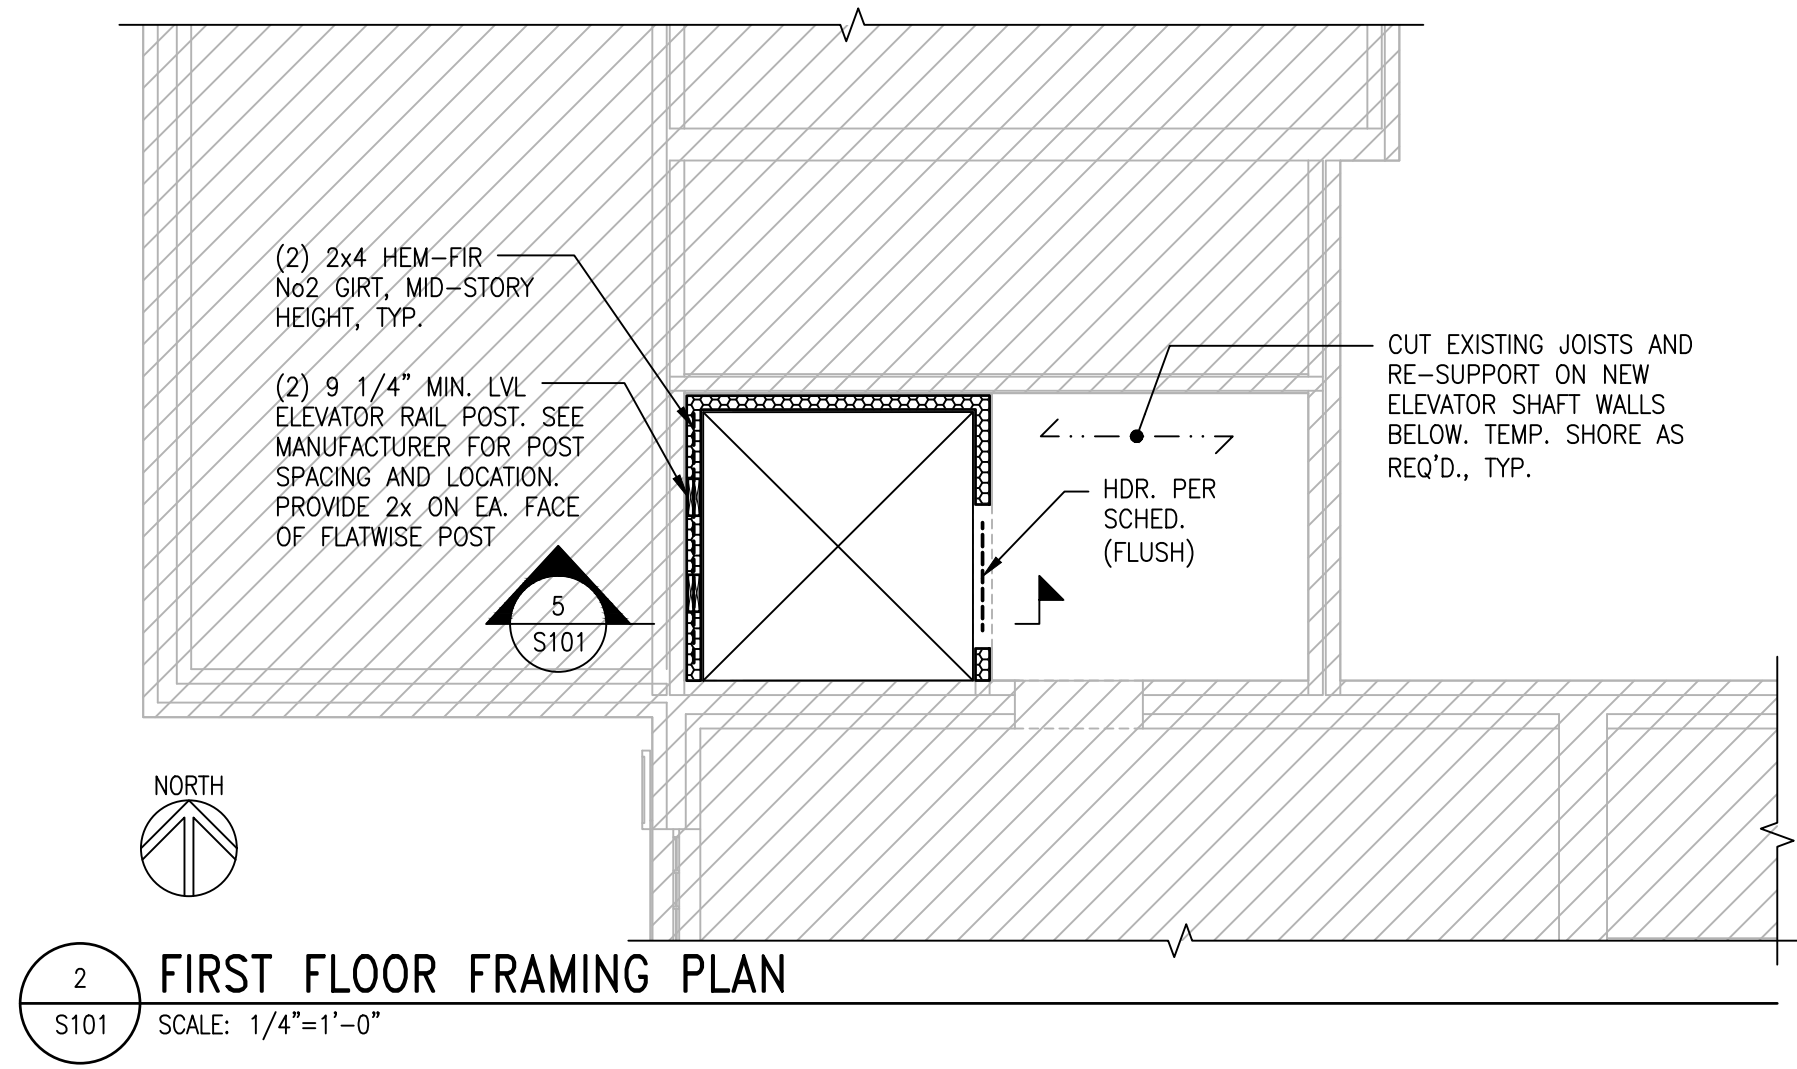 (2) 2x4 HEM-FIR
No2 GIRT, MID-STORY
HEIGHT, TYP.
(2) 9 1/4" MIN. LVL
ELEVATOR RAIL POST. SEE
MANUFACTURER FOR POST
SPACING AND LOCATION.
PROVIDE 2x ON EA. FACE
OF FLATWISE POST
5
S101
CUT EXISTING JOISTS AND
RE-SUPPORT ON NEW
ELEVATOR SHAFT WALLS
BELOW. TEMP. SHORE AS
REQ'D., TYP.
HDR. PER
SCHED.
(FLUSH)
NORTH
2
S101
FIRST FLOOR FRAMING PLAN
SCALE: 1/4"=1'-0"